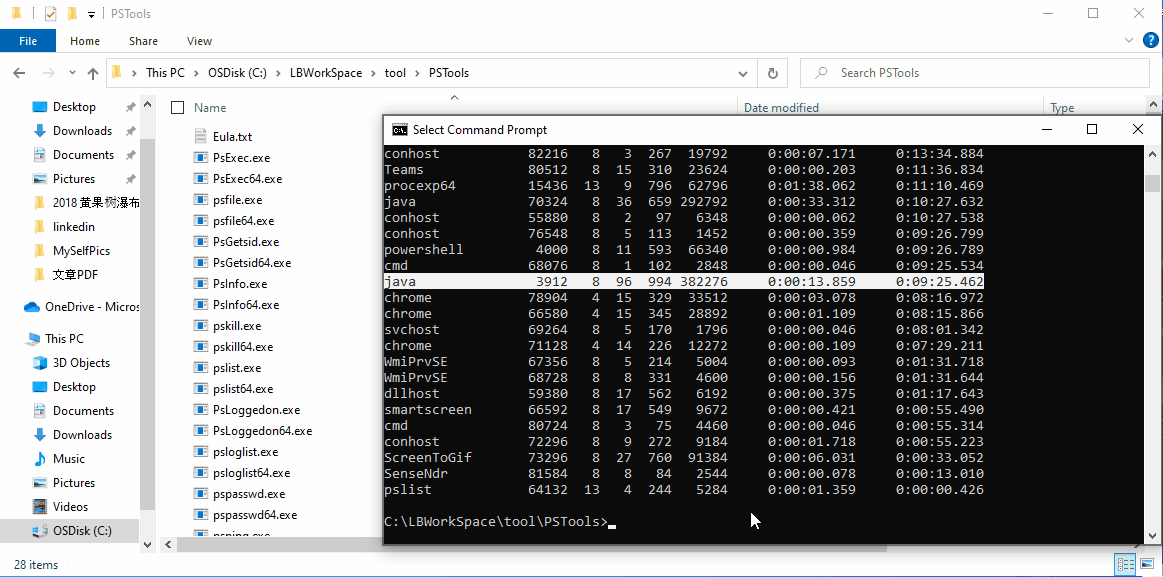 PSTools
File Home Share View
This PC > OSDisk (C:) > LBWorkSpace > tool > PSTools
Search PSTools
Desktop
Downloads
Documents
Pictures
2018 黄果树瀑布
linkedin
MySelfPics
文章PDF
OneDrive - Micros
This PC
3D Objects
Desktop
Documents
Downloads
Music
Pictures
Videos
OSDisk (C:)
Name Date modified Type
Eula.txt
PsExec.exe
PsExec64.exe
psfile.exe
psfile64.exe
PsGetsid.exe
PsGetsid64.exe
PsInfo.exe
PsInfo64.exe
pskill.exe
pskill64.exe
pslist.exe
pslist64.exe
PsLoggedon.exe
PsLoggedon64.exe
psloglist.exe
psloglist64.exe
pspasswd.exe
pspasswd64.exe
psping.exe
Select Command Prompt
conhost 82216 8 3 267 19792 0:00:07.171 0:13:34.884
Teams 80512 8 15 310 23624 0:00:00.203 0:11:36.834
procexp64 15436 13 9 796 62796 0:01:38.062 0:11:10.469
java 70324 8 36 659 292792 0:00:33.312 0:10:27.632
conhost 55880 8 2 97 6348 0:00:00.062 0:10:27.538
conhost 76548 8 5 113 1452 0:00:00.359 0:09:26.799
powershell 4000 8 11 593 66340 0:00:00.984 0:09:26.789
cmd 68076 8 1 102 2848 0:00:00.046 0:09:25.534
java 3912 8 96 994 382276 0:00:13.859 0:09:25.462
chrome 78904 4 15 329 33512 0:00:03.078 0:08:16.972
chrome 66580 4 15 345 28892 0:00:01.109 0:08:15.866
svchost 69264 8 5 170 1796 0:00:00.046 0:08:01.342
chrome 71128 4 14 226 12272 0:00:00.109 0:07:29.211
WmiPrvSE 67356 8 5 214 5004 0:00:00.093 0:01:31.718
WmiPrvSE 68728 8 8 331 4600 0:00:00.156 0:01:31.644
dllhost 59380 8 17 562 6192 0:00:00.375 0:01:17.643
smartscreen 66592 8 17 549 9672 0:00:00.421 0:00:55.490
cmd 80724 8 3 75 4460 0:00:00.046 0:00:55.314
conhost 72296 8 9 272 9184 0:00:01.718 0:00:55.223
ScreenToGif 73296 8 27 760 91384 0:00:06.031 0:00:33.052
SenseNdr 81584 8 8 84 2544 0:00:00.078 0:00:13.010
pslist 64132 13 4 244 5284 0:00:01.359 0:00:00.426
C:\LBWorkSpace\tool\PSTools>
28 items